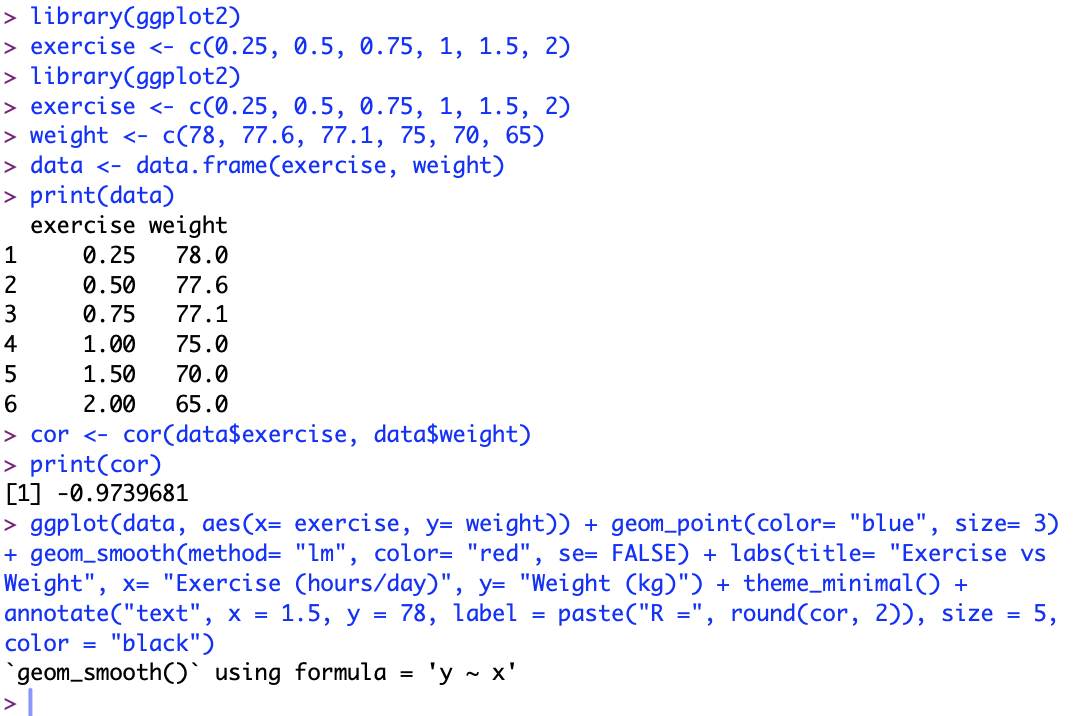 > library(ggplot2)
> exercise <- c(0.25, 0.5, 0.75, 1, 1.5, 2)
> library(ggplot2)
> exercise <- c(0.25, 0.5, 0.75, 1, 1.5, 2)
> weight <- c(78, 77.6, 77.1, 75, 70, 65)
> data <- data.frame(exercise, weight)
> print(data)
  exercise weight
1     0.25   78.0
2     0.50   77.6
3     0.75   77.1
4     1.00   75.0
5     1.50   70.0
6     2.00   65.0
> cor <- cor(data$exercise, data$weight)
> print(cor)
[1] -0.9739681
> ggplot(data, aes(x= exercise, y= weight)) + geom_point(color= "blue", size= 3)
+ geom_smooth(method= "lm", color= "red", se= FALSE) + labs(title= "Exercise vs
Weight", x= "Exercise (hours/day)", y= "Weight (kg)") + theme_minimal() +
annotate("text", x = 1.5, y = 78, label = paste("R =", round(cor, 2)), size = 5,
color = "black")
`geom_smooth()` using formula = 'y ~ x'
>